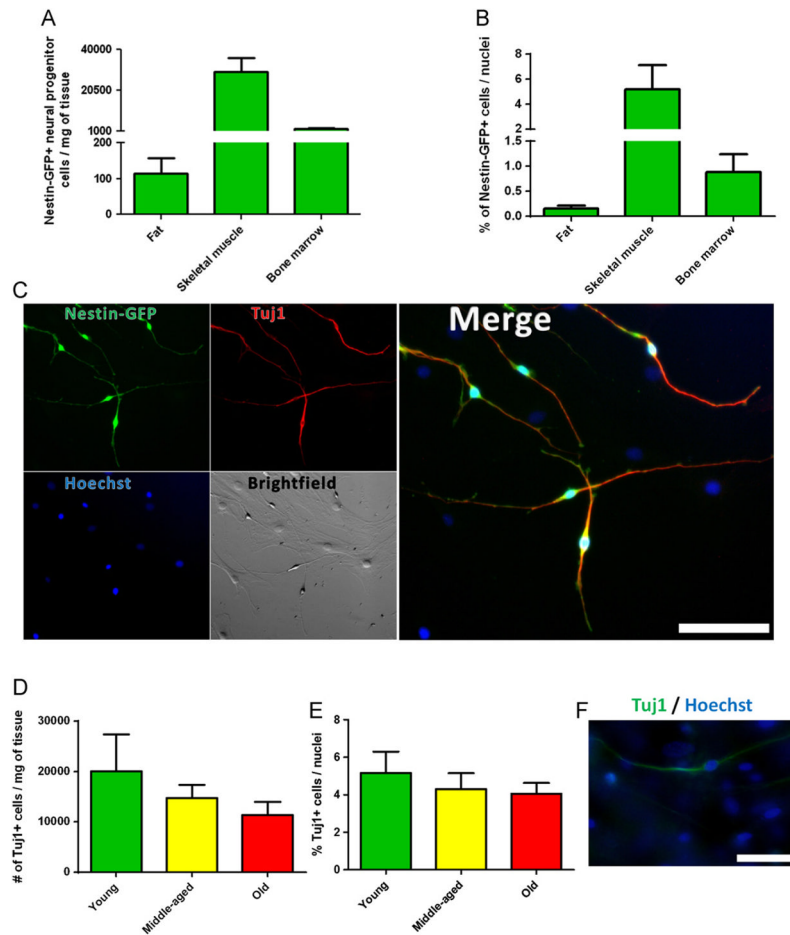 A
Nestin-GFP+ neural progenitor
cells / mg of tissue
40000
20500
1000
200
100
0
Fat
Skeletal muscle
Bone marrow
B
% of Nestin-GFP+ cells / nuclei
8
6
4
2
1.5
1.0
0.5
0.0
Fat
Skeletal muscle
Bone marrow
C
Nestin-GFP
Tuj1
Merge
Hoechst
Brightfield
D
# of Tuj1+ cells / mg of tissue
30000
20000
10000
0
Young
Middle-aged
Old
E
% Tuj1+ cells / nuclei
8
6
4
2
0
Young
Middle-aged
Old
F
Tuj1 / Hoechst